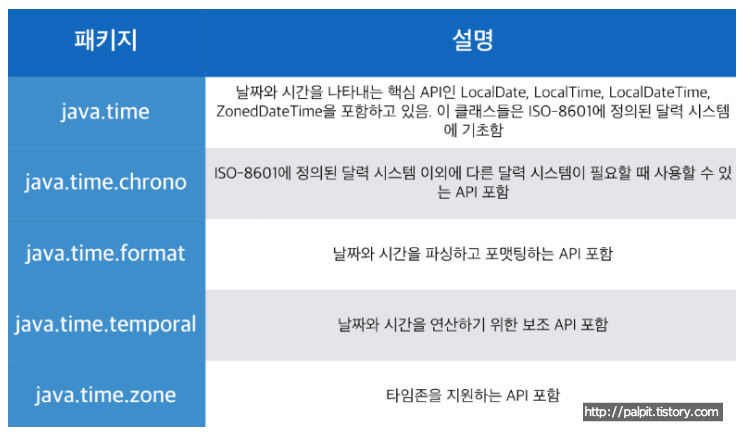 패키지
설명
java.time
날짜와 시간을 나타내는 핵심 API인 LocalDate, LocalTime, LocalDateTime,
ZonedDateTime을 포함하고 있음. 이 클래스들은 ISO-8601에 정의된 달력 시스템
에 기초함
java.time.chrono
ISO-8601에 정의된 달력 시스템 이외에 다른 달력 시스템이 필요할 때 사용할 수 있
는 API 포함
java.time.format
날짜와 시간을 파싱하고 포맷팅하는 API 포함
java.time.temporal
날짜와 시간을 연산하기 위한 보조 API 포함
java.time.zone
타임존을 지원하는 API 포함
http://palpit.tistory.com